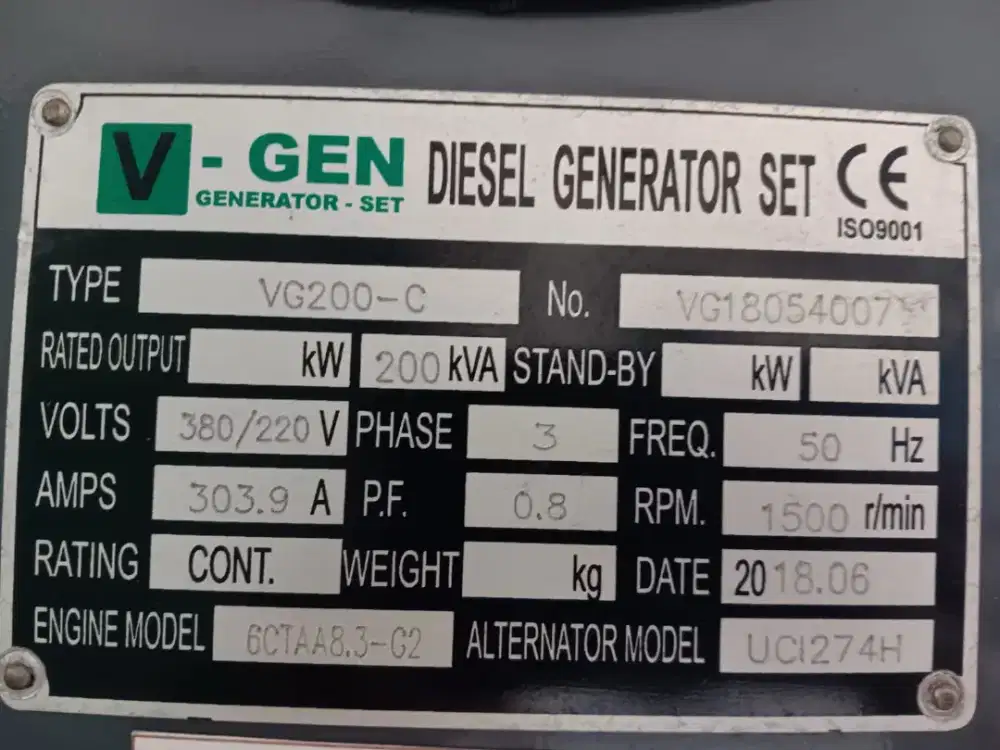 V - GEN DIESEL GENERATOR SET CE
GENERATOR - SET ISO9001
TYPE VG200-C No. VG18054007
RATED OUTPUT kW 200 kVA STAND-BY kW kVA
VOLTS 380/220 V PHASE 3 FREQ. 50 Hz
AMPS 303.9 A P.F. 0.8 RPM. 1500 r/min
RATING CONT. WEIGHT kg DATE 2018.06
ENGINE MODEL 6CTAA8.3-G2 ALTERNATOR MODEL UCI274H